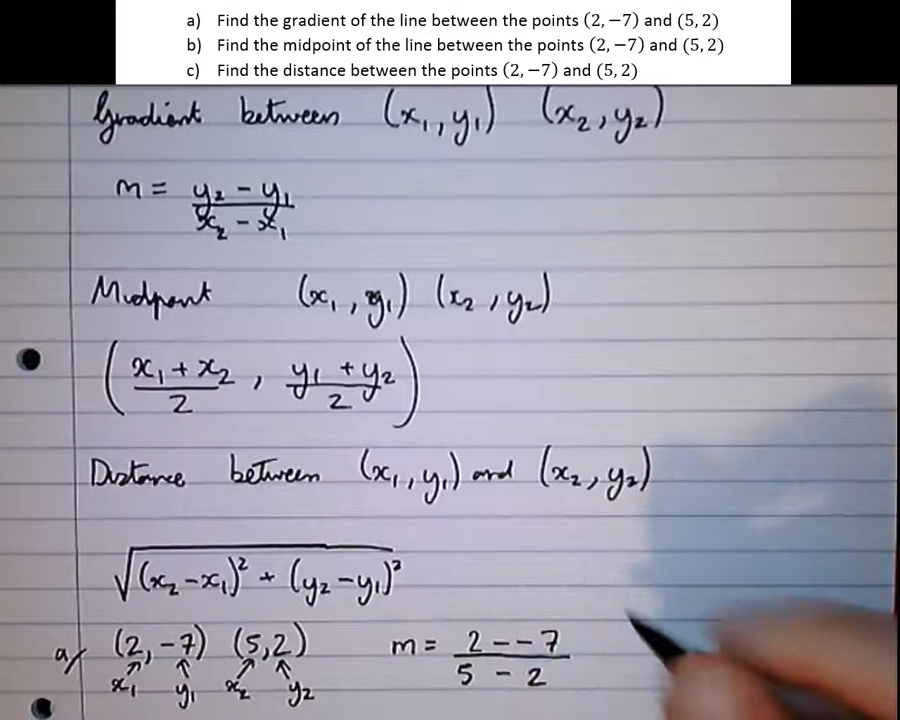 a) Find the gradient of the line between the points (2, −7) and (5, 2)
b) Find the midpoint of the line between the points (2, −7) and (5, 2)
c) Find the distance between the points (2, −7) and (5, 2)
Gradient between (x₁, y₁) (x₂, y₂)
m = (y₂ − y₁)/(x₂ − x₁)
Midpont (x₁, y₁) (x₂, y₂)
((x₁ + x₂)/2, (y₁ + y₂)/2)
Distance between (x₁, y₁) and (x₂, y₂)
√((x₂ − x₁)² + (y₂ − y₁)²)
a/ (2, −7) (5, 2) m = (2 − −7)/(5 − 2)
x₁ y₁ x₂ y₂